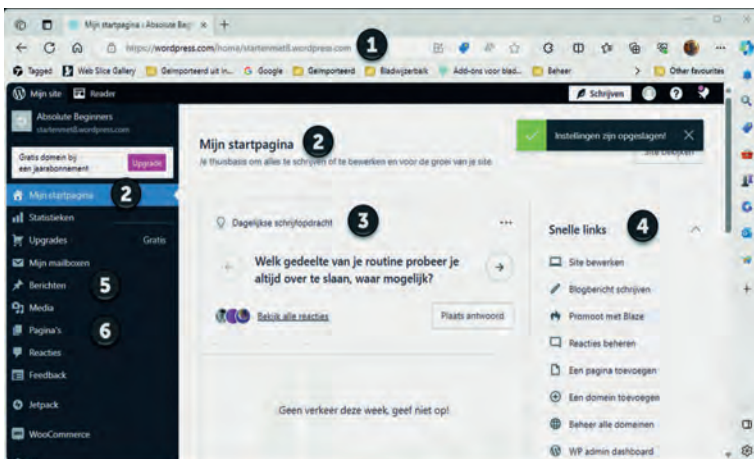 Mijn startpagina ‹ Absolute Beg
https://wordpress.com/home/startenmet8.wordpress.com
1
Tagged
Web Slice Gallery
Geïmporteerd uit In...
Google
Geïmporteerd
Bladwijzerbalk
Add-ons voor blad...
Beheer
Other favourites
Mijn site
Reader
Schrijven
Absolute Beginners
startenmet8.wordpress.com
Gratis domein bij
een jaarabonnement
Upgrade
Mijn startpagina
2
Statistieken
Upgrades
Gratis
Mijn mailboxen
Berichten
5
Media
Pagina's
6
Reacties
Feedback
Jetpack
WooCommerce
Mijn startpagina
2
Je thuisbasis om alles te schrijven of te bewerken en voor de groei van je site.
Instellingen zijn opgeslagen!
Site bekijken
Dagelijkse schrijfopdracht
3
Welk gedeelte van je routine probeer je
altijd over te slaan, waar mogelijk?
Bekijk alle reacties
Plaats antwoord
Geen verkeer deze week, geef niet op!
Snelle links
4
Site bewerken
Blogbericht schrijven
Promoot met Blaze
Reacties beheren
Een pagina toevoegen
Een domein toevoegen
Beheer alle domeinen
WP admin dashboard